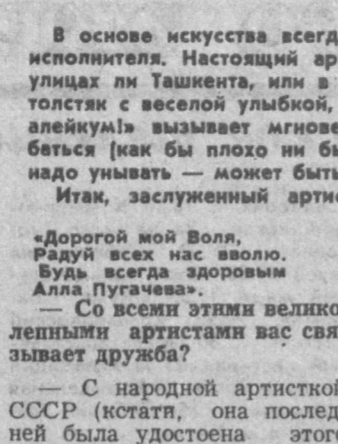 В основе искусства всегд
исполнителя. Настоящий ар
улицах ли Ташкента, или в
толстяк с веселой улыбкой,
алейкум!» вызывает мгнове
баться (как бы плохо ни бы
надо унывать — может быть
Итак, заслуженный арти
«Дорогой мой Воля,
Радуй всех нас вволю.
Будь всегда здоровым
Алла Пугачева».
— Со всеми этими велико
лепными артистами вас свя
зывает дружба?
— С народной артисткой
СССР (кстати, она послед
ней была удостоена этого